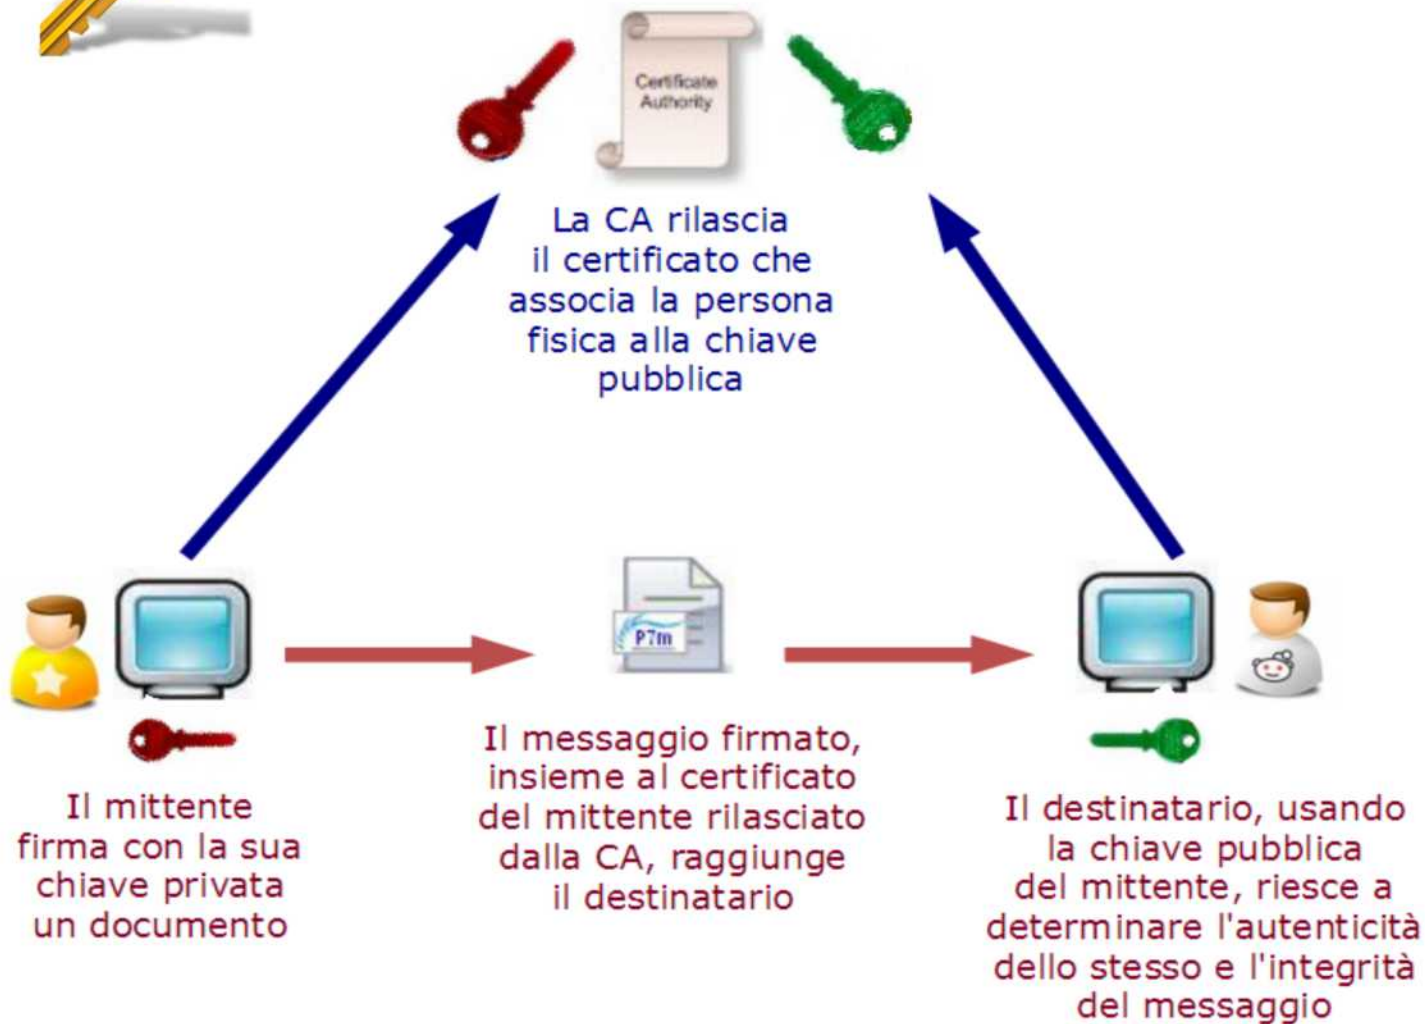 Certificate
Authority
La CA rilascia
il certificato che
associa la persona
fisica alla chiave
pubblica
P7m
Il mittente
firma con la sua
chiave privata
un documento
Il messaggio firmato,
insieme al certificato
del mittente rilasciato
dalla CA, raggiunge
il destinatario
Il destinatario, usando
la chiave pubblica
del mittente, riesce a
determinare l'autenticità
dello stesso e l'integrità
del messaggio